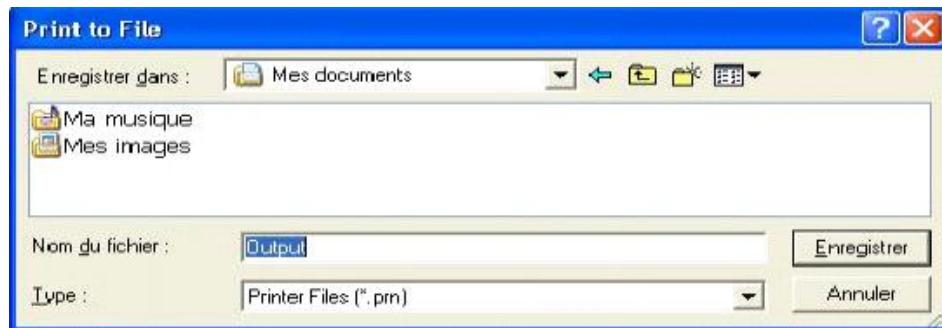 Print to File
Enregistrer dans : Mes documents
Ma musique
Mes images
Nom du fichier : Output Enregistrer
Type : Printer Files (*.prn) Annuler